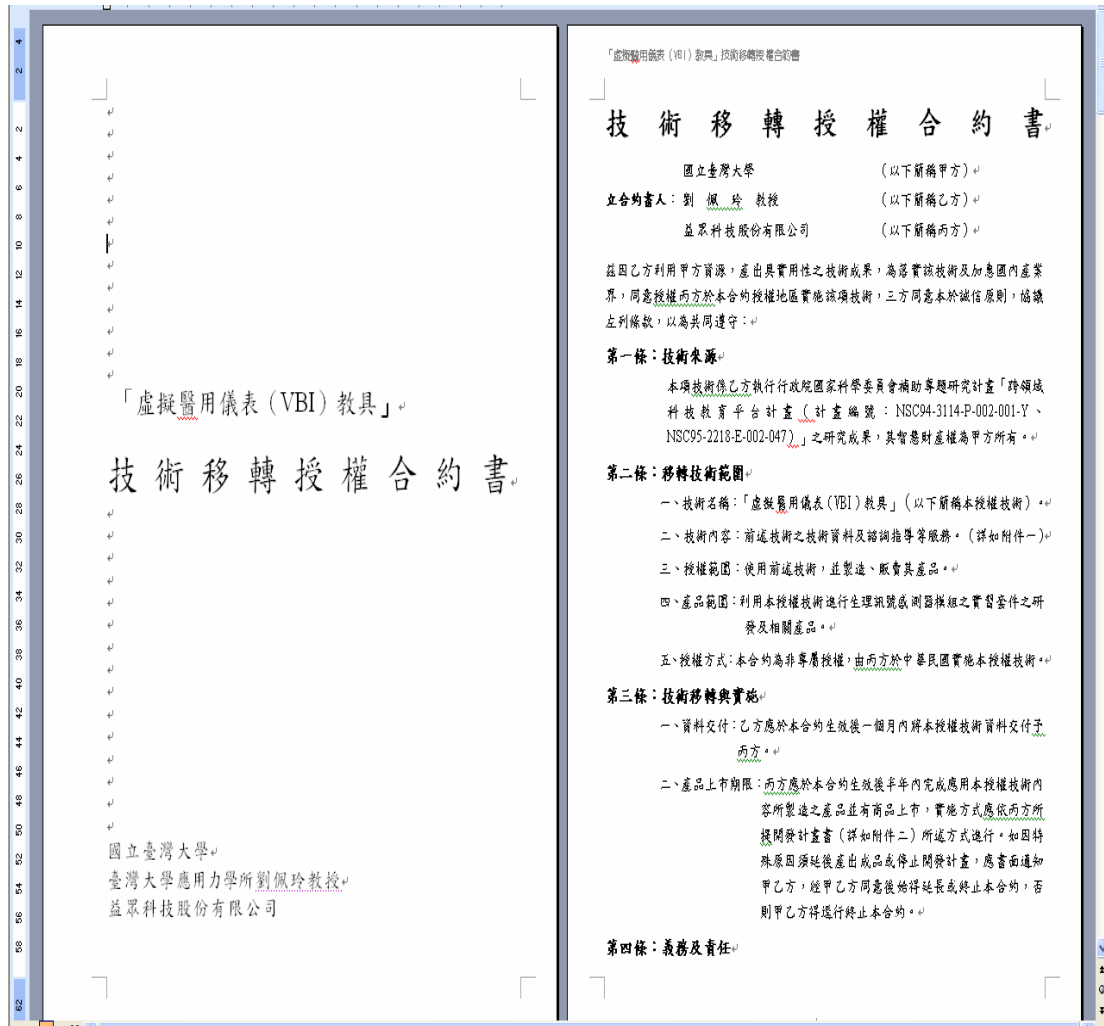 「虛擬醫用儀表（VBI）教具」
技術移轉授權合約書
國立臺灣大學
臺灣大學應用力學所劉佩玲教授
益眾科技股份有限公司
「虛擬醫用儀表（VBI）教具」技術移轉授權合約書
技術移轉授權合約書
國立臺灣大學 （以下簡稱甲方）
立合約書人：劉 佩 玲 教授 （以下簡稱乙方）
益眾科技股份有限公司 （以下簡稱丙方）
茲因乙方利用甲方資源，產出具實用性之技術成果，為落實該技術及加惠國內產業
界，同意授權丙方於本合約授權地區實施該項技術，三方同意本於誠信原則，協議
左列條款，以為共同遵守：
第一條：技術來源
本項技術係乙方執行行政院國家科學委員會補助專題研究計畫「跨領域
科技教育平台計畫（計畫編號：NSC94-3114-P-002-001-Y、
NSC95-2218-E-002-047）」之研究成果，其智慧財產權為甲方所有。
第二條：移轉技術範圍
一、技術名稱：「虛擬醫用儀表（VBI）教具」（以下簡稱本授權技術）。
二、技術內容：前述技術之技術資料及諮詢指導等服務。（詳如附件一）
三、授權範圍：使用前述技術，並製造、販賣其產品。
四、產品範圍：利用本授權技術進行生理訊號感測器模組之實習套件之研
發及相關產品。
五、授權方式：本合約為非專屬授權，由丙方於中華民國實施本授權技術。
第三條：技術移轉與實施
一、資料交付：乙方應於本合約生效後一個月內將本授權技術資料交付予
丙方。
二、產品上市期限：丙方應於本合約生效後半年內完成應用本授權技術內
容所製造之產品並有商品上市，實施方式應依丙方所
提開發計畫書（詳如附件二）所述方式進行。如因特
殊原因須延後產出成品或停止開發計畫，應書面通知
甲乙方，經甲乙方同意後始得延長或終止本合約，否
則甲乙方得逕行終止本合約。
第四條：義務及責任